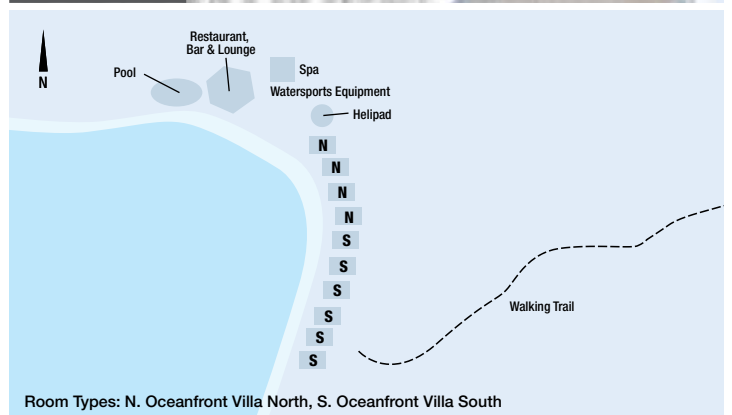 Restaurant,
Bar & Lounge
Pool
Spa
N
Watersports Equipment
Helipad
N
N
N
N
S
S
S
S
S
S
Walking Trail
Room Types: N. Oceanfront Villa North, S. Oceanfront Villa South